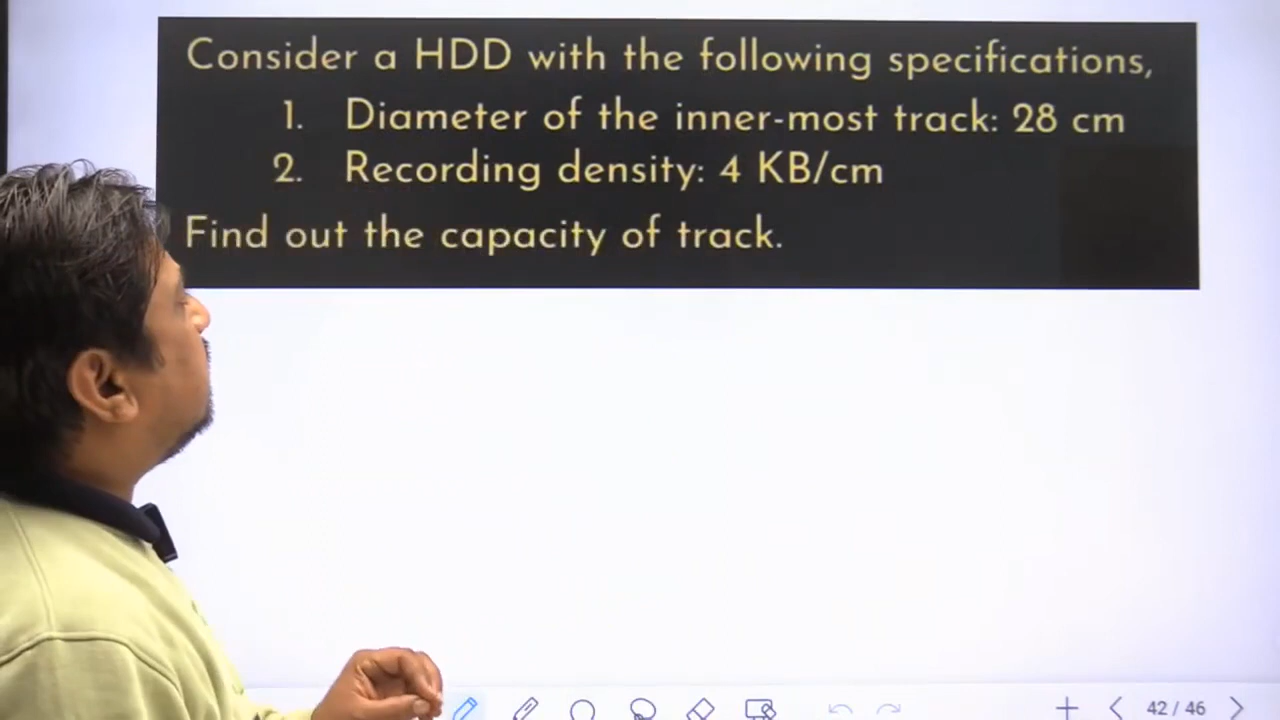 Consider a HDD with the following specifications,
1. Diameter of the inner-most track: 28 cm
2. Recording density: 4 KB/cm
Find out the capacity of track.
42 / 46